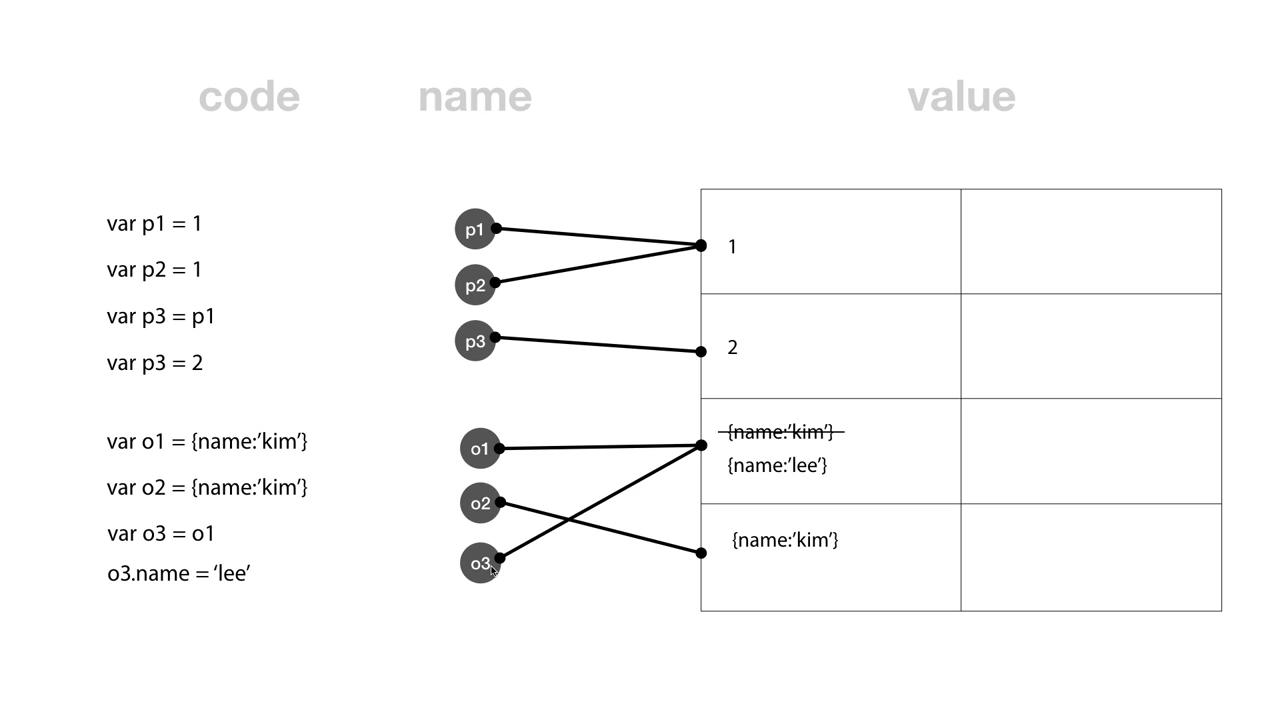 code name value
var p1 = 1
var p2 = 1
var p3 = p1
var p3 = 2
var o1 = {name:’kim’}
var o2 = {name:’kim’}
var o3 = o1
o3.name = ‘lee’
p1
p2
p3
o1
o2
o3
1
2
{name:’kim’}
{name:’lee’}
{name:’kim’}